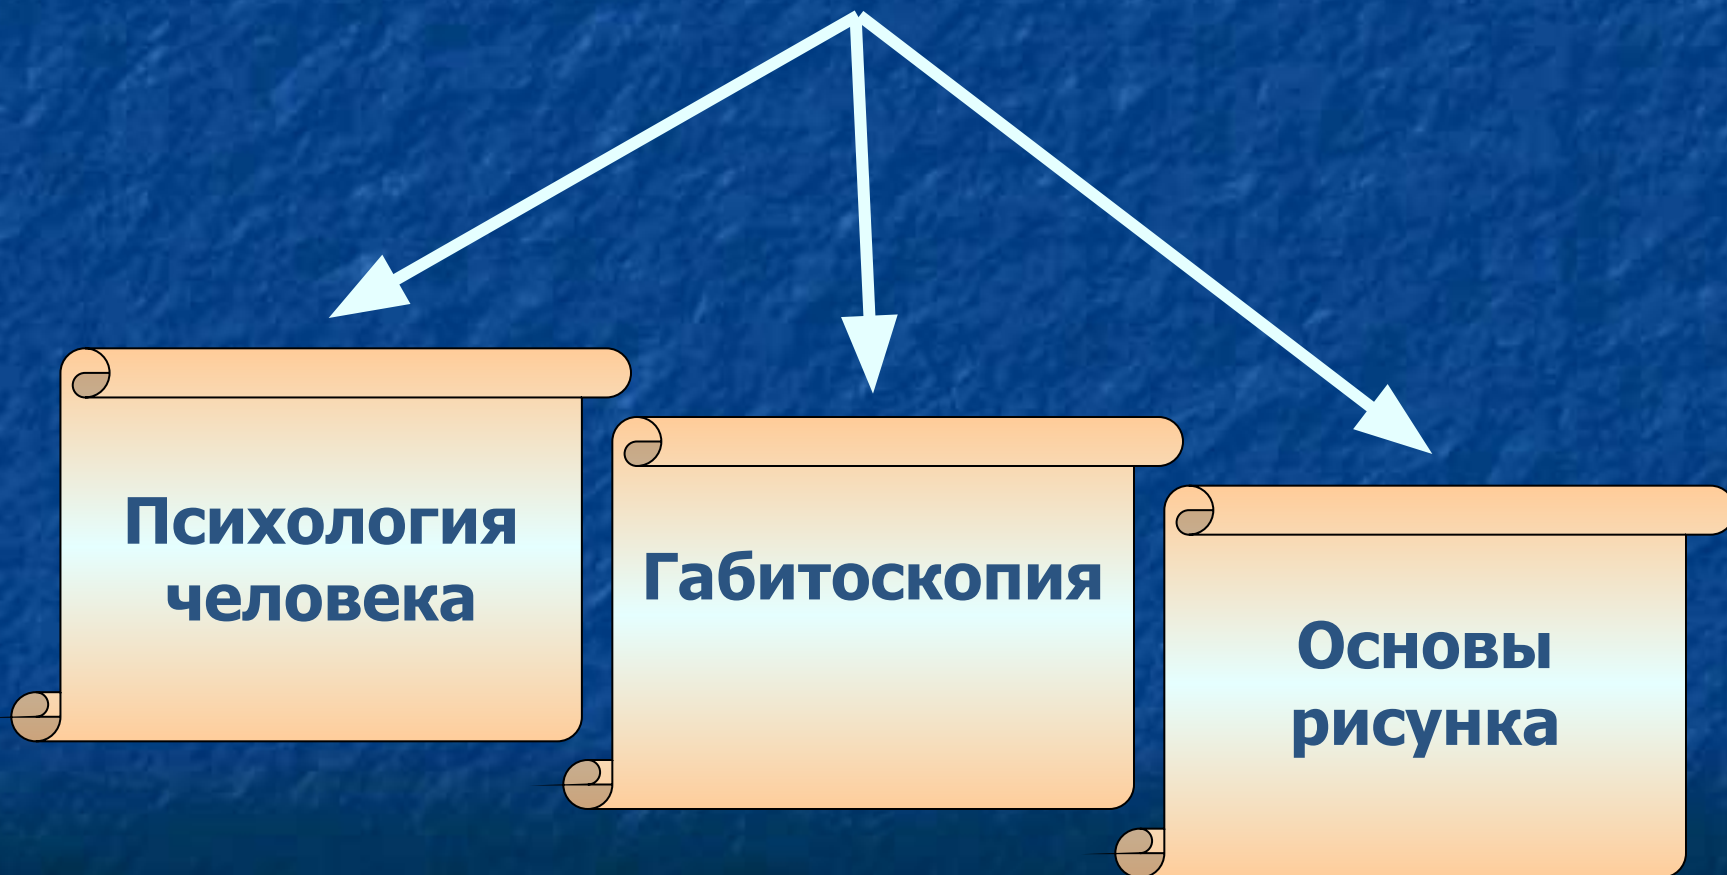 Психология
человека
Габитоскопия
Основы
рисунка